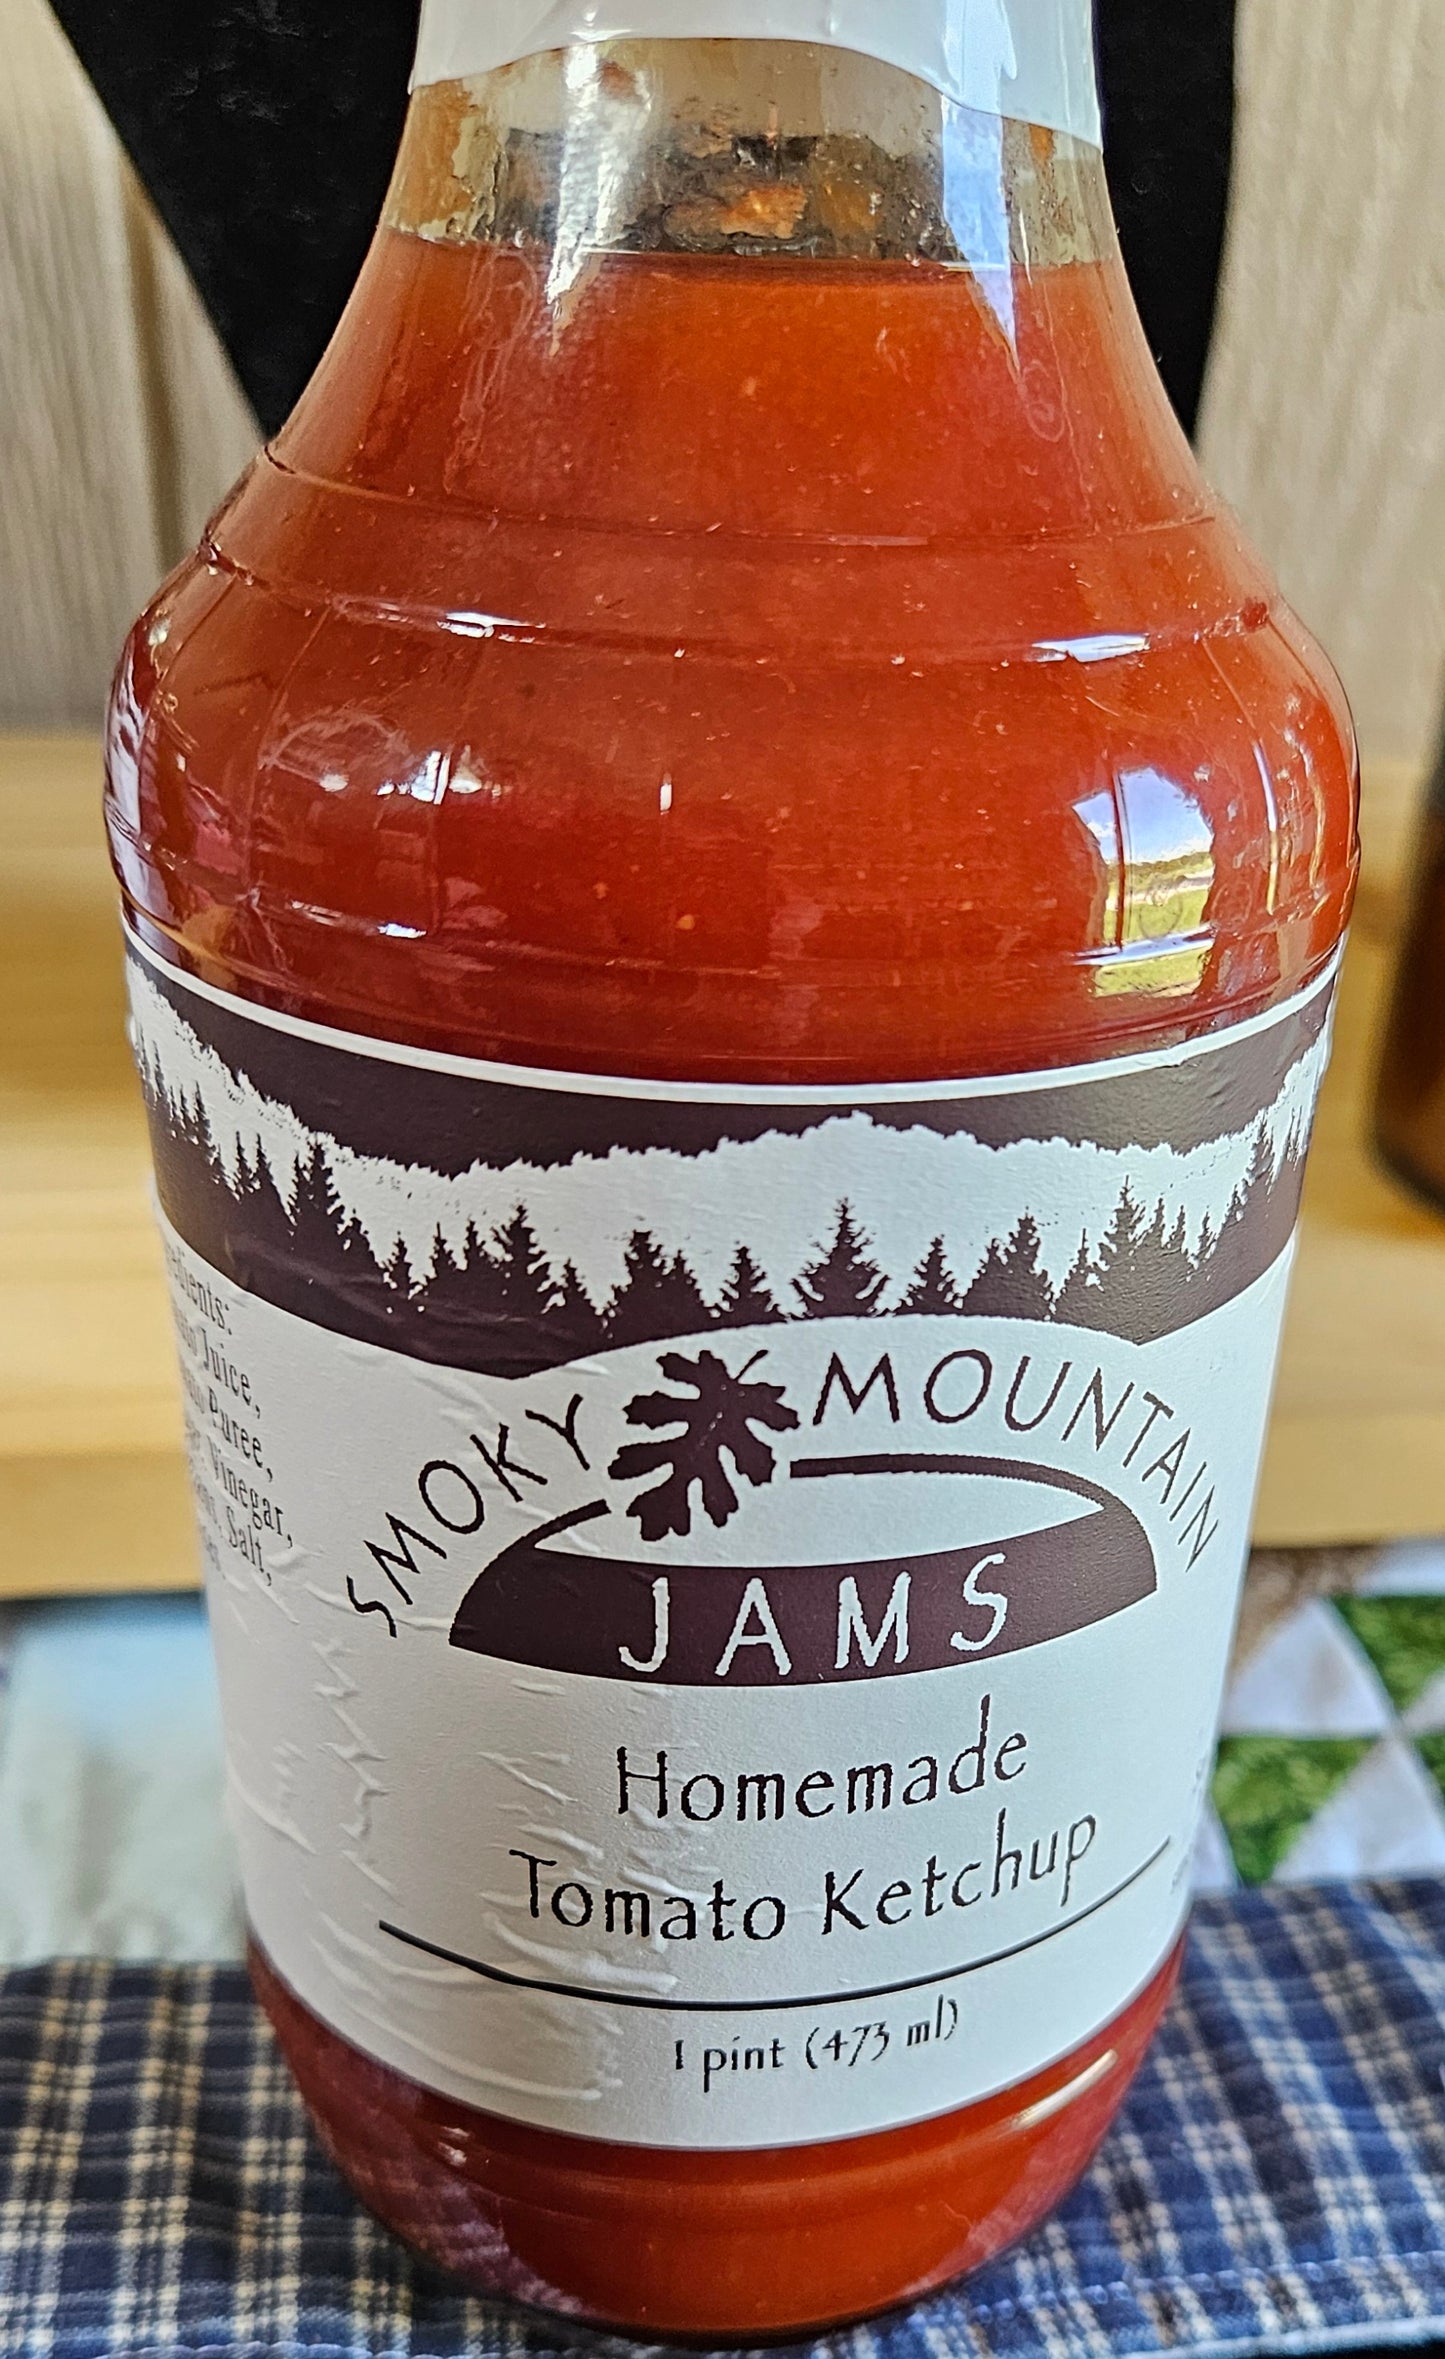 SMOKY MOUNTAIN
JAMS
Homemade
Tomato Ketchup
1 pint (473 ml)
Juice,
Puree,
Vinegar,
Salt,